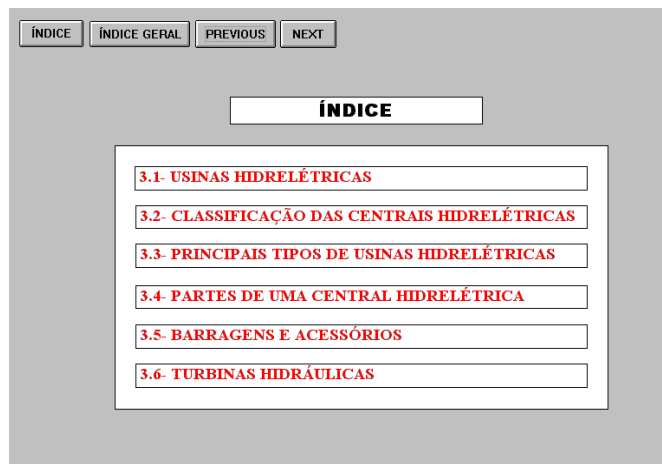 ÍNDICE ÍNDICE GERAL PREVIOUS NEXT
ÍNDICE
3.1- USINAS HIDRELÉTRICAS
3.2- CLASSIFICAÇÃO DAS CENTRAIS HIDRELÉTRICAS
3.3- PRINCIPAIS TIPOS DE USINAS HIDRELÉTRICAS
3.4- PARTES DE UMA CENTRAL HIDRELÉTRICA
3.5- BARRAGENS E ACESSÓRIOS
3.6- TURBINAS HIDRÁULICAS